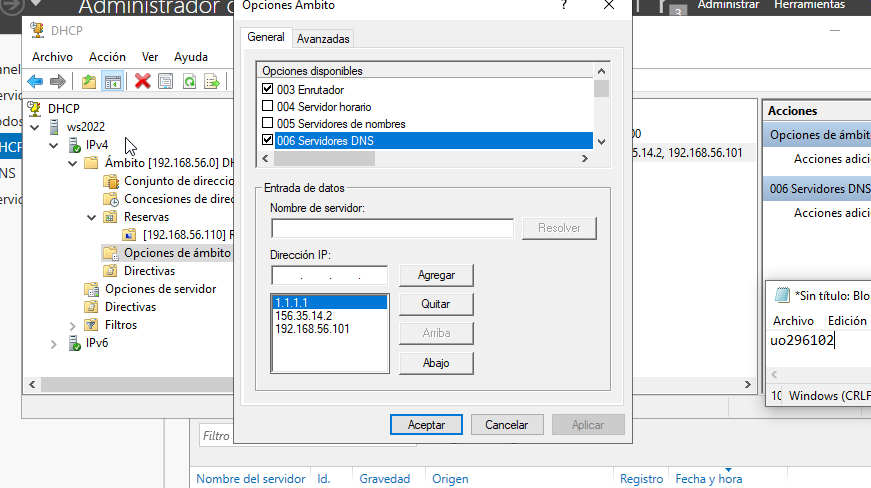 Administrador d
3
Administrar
Herramientas
DHCP
Archivo Acción Ver Ayuda
DHCP
ws2022
IPv4
Ámbito [192.168.56.0] DH
Conjunto de direccio
Concesiones de direc
Reservas
[192.168.56.110] R
Opciones de ámbito
Directivas
Opciones de servidor
Directivas
Filtros
IPv6
anel
ervic
odos
HCP
NS
ervic
Opciones Ámbito
? X
General Avanzadas
Opciones disponibles
003 Enrutador
004 Servidor horario
005 Servidores de nombres
006 Servidores DNS
Entrada de datos
Nombre de servidor:
Resolver
Dirección IP:
. . .
Agregar
1.1.1.1
156.35.14.2
192.168.56.101
Quitar
Arriba
Abajo
Aceptar Cancelar Aplicar
00
5.14.2, 192.168.56.101
Acciones
Opciones de ámbit
Acciones adici
006 Servidores DNS
Acciones adici
*Sin título: Blo
Archivo Edición
uo296102
Windows (CRLF
Filtro
Nombre del servidor Id. Gravedad Origen Registro Fecha y hora